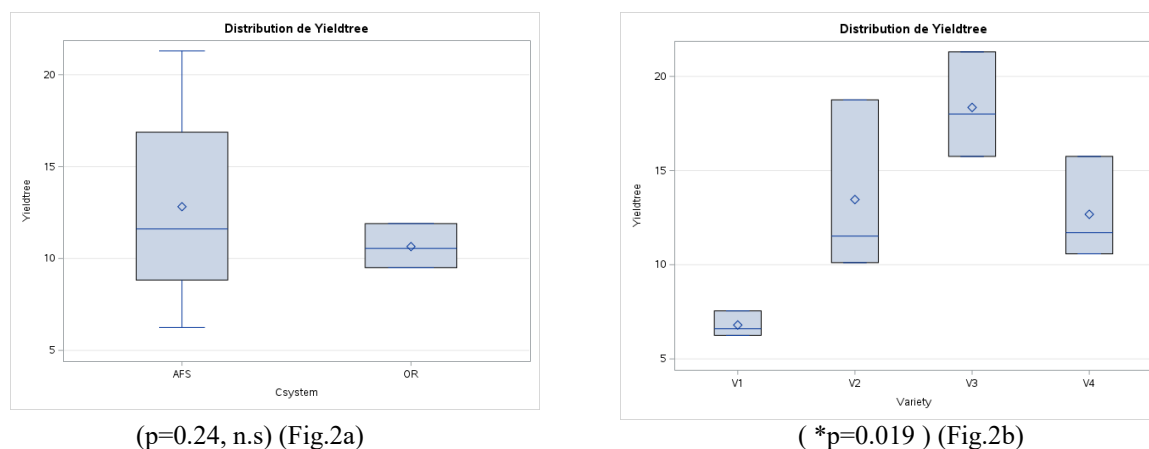 Distribution de Yieldtree
20
15
10
5
Yieldtree
AFS OR
Csystem
(p=0.24, n.s) (Fig.2a)
Distribution de Yieldtree
20
15
10
5
Yieldtree
V1 V2 V3 V4
Variety
( *p=0.019 ) (Fig.2b)